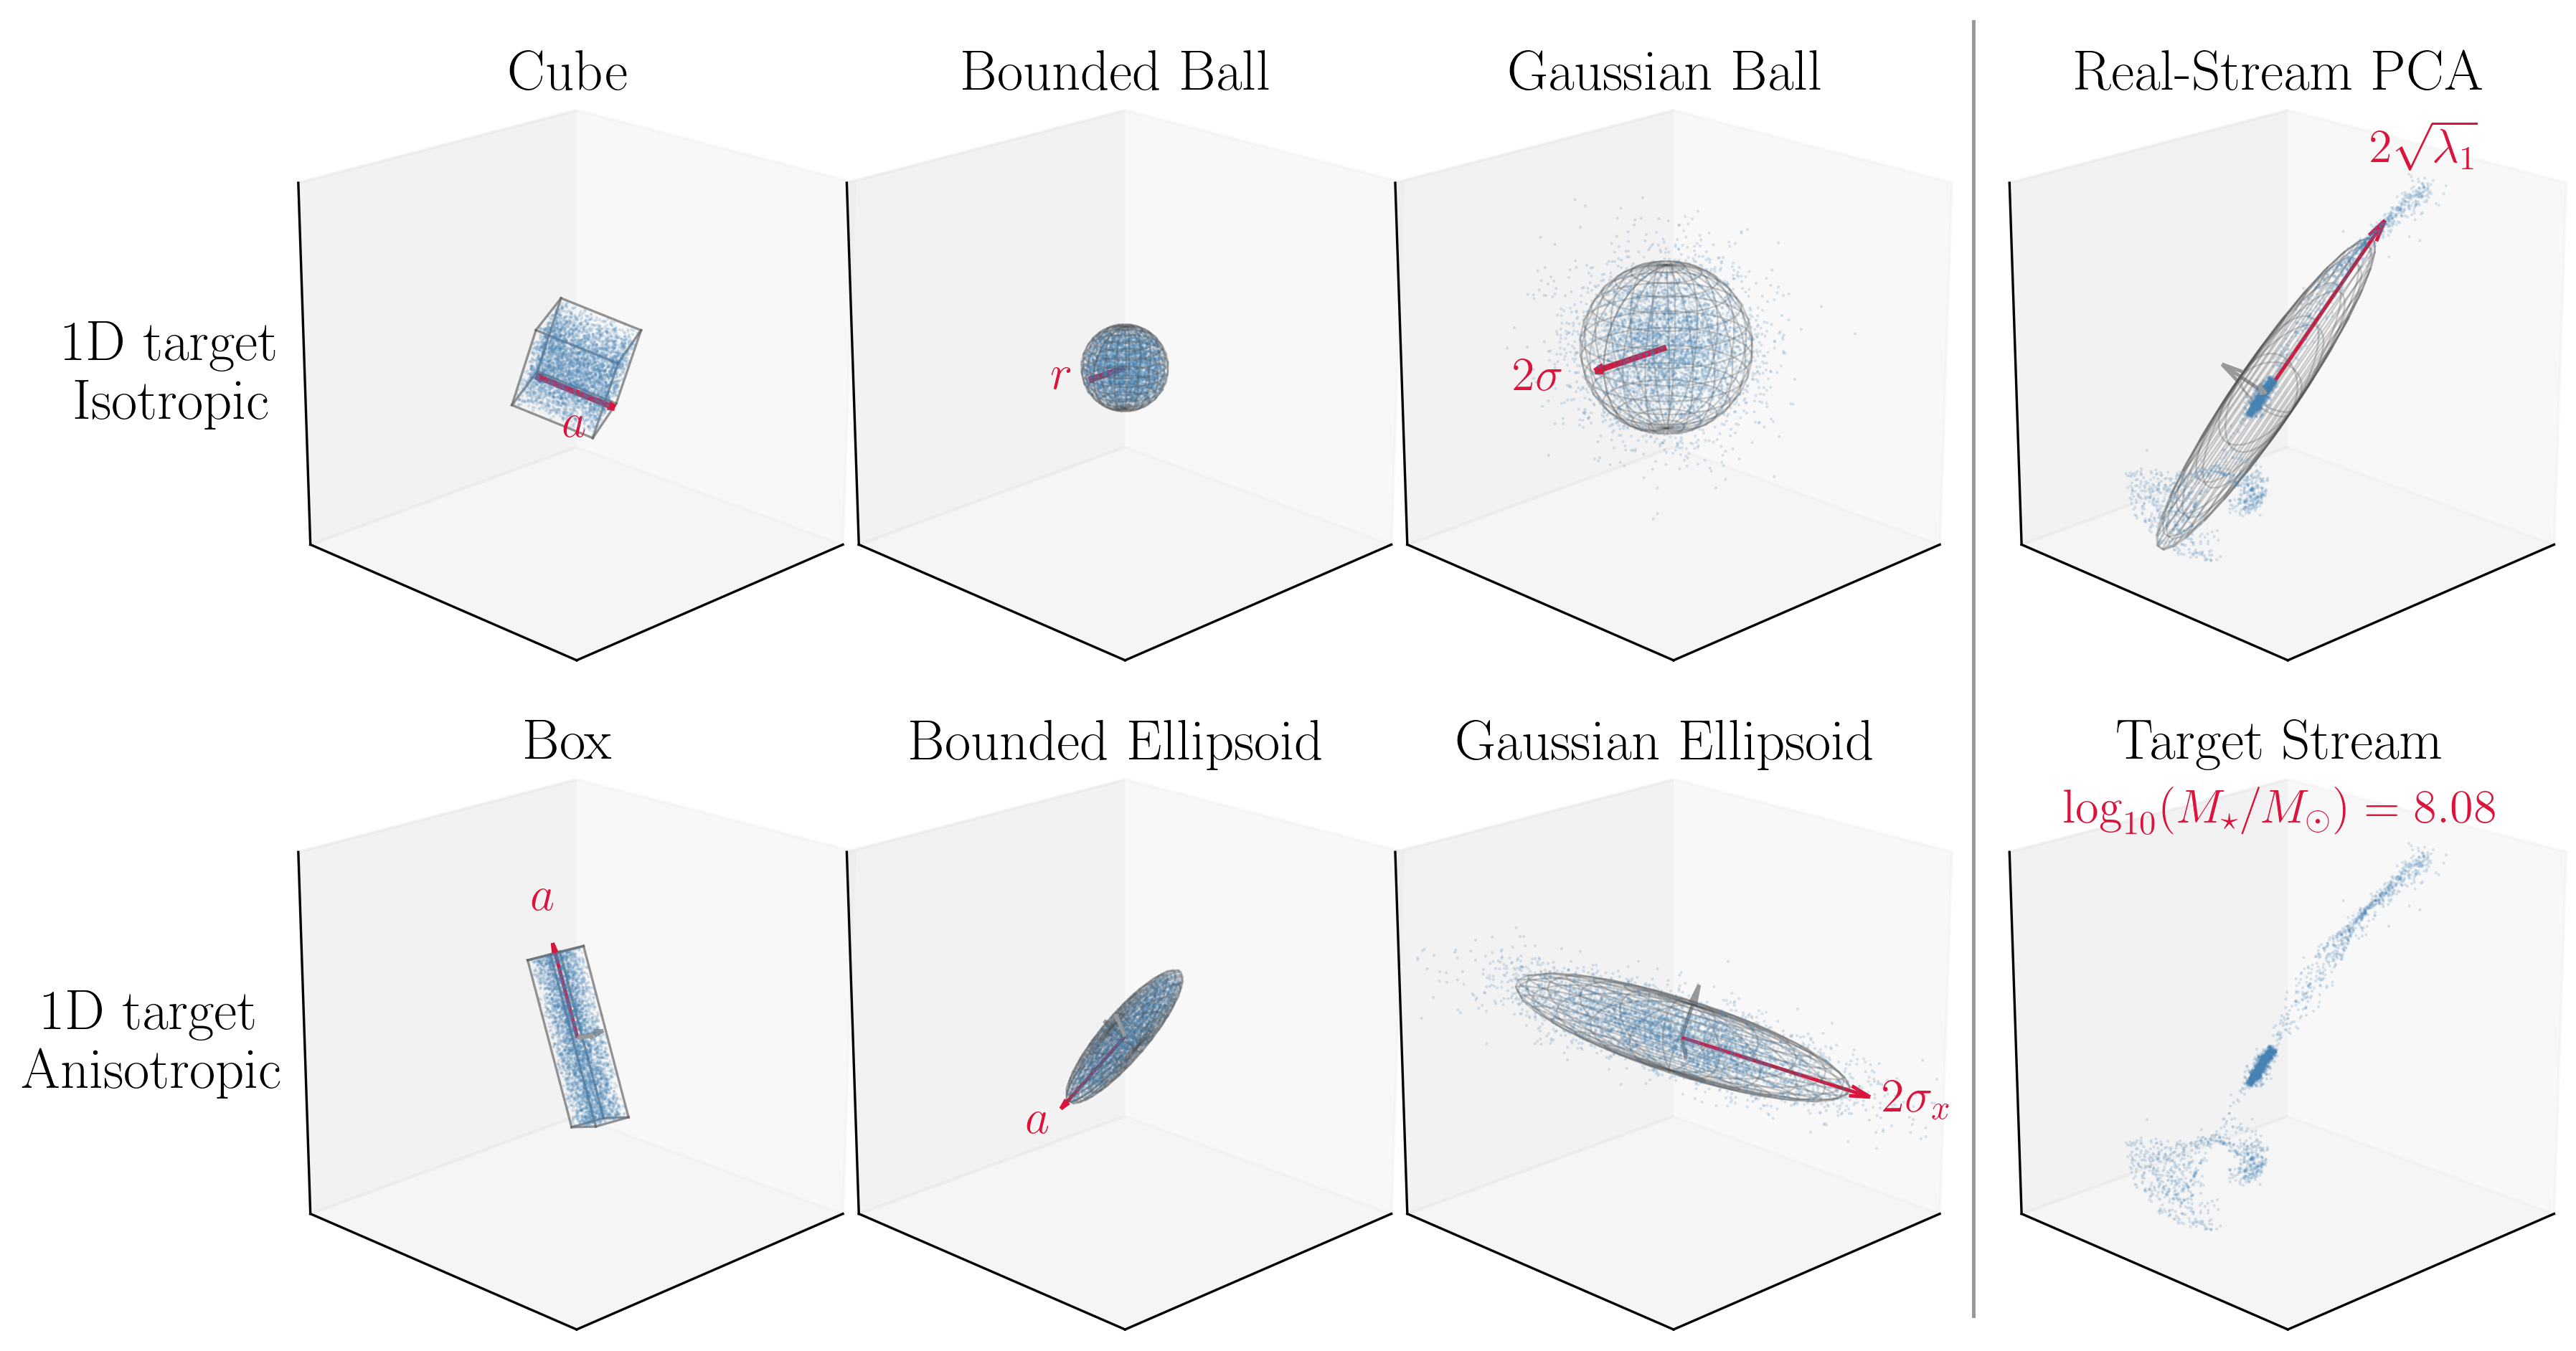 Cube
Bounded Ball
Gaussian Ball
Real-Stream PCA
2√λ₁
1D target
Isotropic
a
r
2σ
Box
Bounded Ellipsoid
Gaussian Ellipsoid
Target Stream
log₁₀(M⋆/M⊙) = 8.08
1D target
Anisotropic
a
a
2σₓ